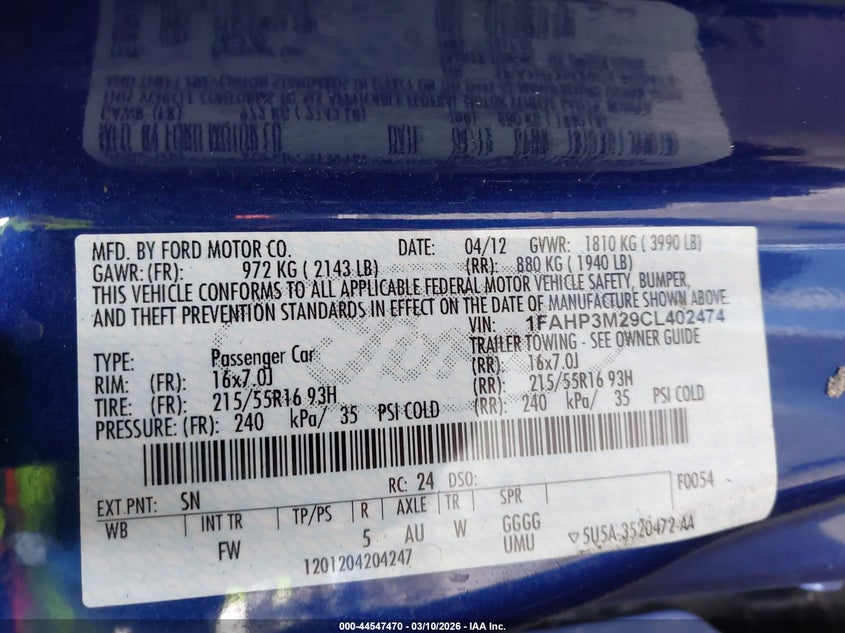 MFD. BY FORD MOTOR CO. DATE: 04/12 GVWR: 1810 KG ( 3990 LB)
GAWR: (FR): 972 KG ( 2143 LB) (RR): 880 KG ( 1940 LB)
THIS VEHICLE CONFORMS TO ALL APPLICABLE FEDERAL MOTOR VEHICLE SAFETY, BUMPER,
AND THEFT PREVENTION STANDARDS IN EFFECT ON THE DATE OF MANUFACTURE SHOWN ABOVE.
VIN: 1FAHP3M29CL402474
TYPE: Passenger Car TRAILER TOWING - SEE OWNER GUIDE
RIM: (FR): 16x7.0J (RR): 16x7.0J
TIRE: (FR): 215/55R16 93H (RR): 215/55R16 93H
PRESSURE: (FR): 240 kPa/ 35 PSI COLD (RR): 240 kPa/ 35 PSI COLD
EXT PNT: SN RC: 24 DSO: F0054
WB INT TR TP/PS R AXLE TR SPR
FW 5 AU W GGGG
1201204204247 UMU ▽ 5U5A-3520472-AA
000-44547470 - 03/10/2026 - IAA Inc.